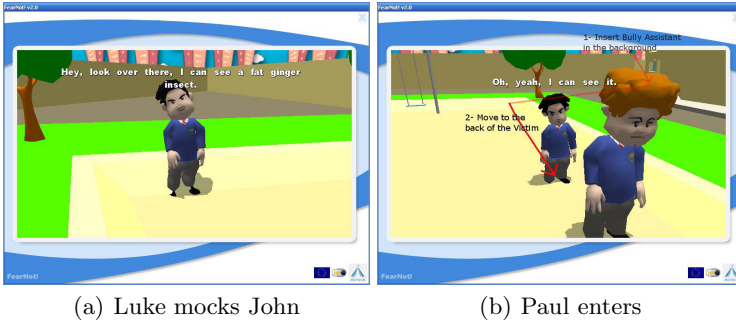 FearNot! v2.0
Hey, look over there, I can see a fat ginger
insect.
FearNot!
(a) Luke mocks John
FearNot! v2.0
1- Insert Bully Assistant
in the background
Oh, yeah, I can see it.
2- Move to the
back of the Victim
FearNot!
(b) Paul enters